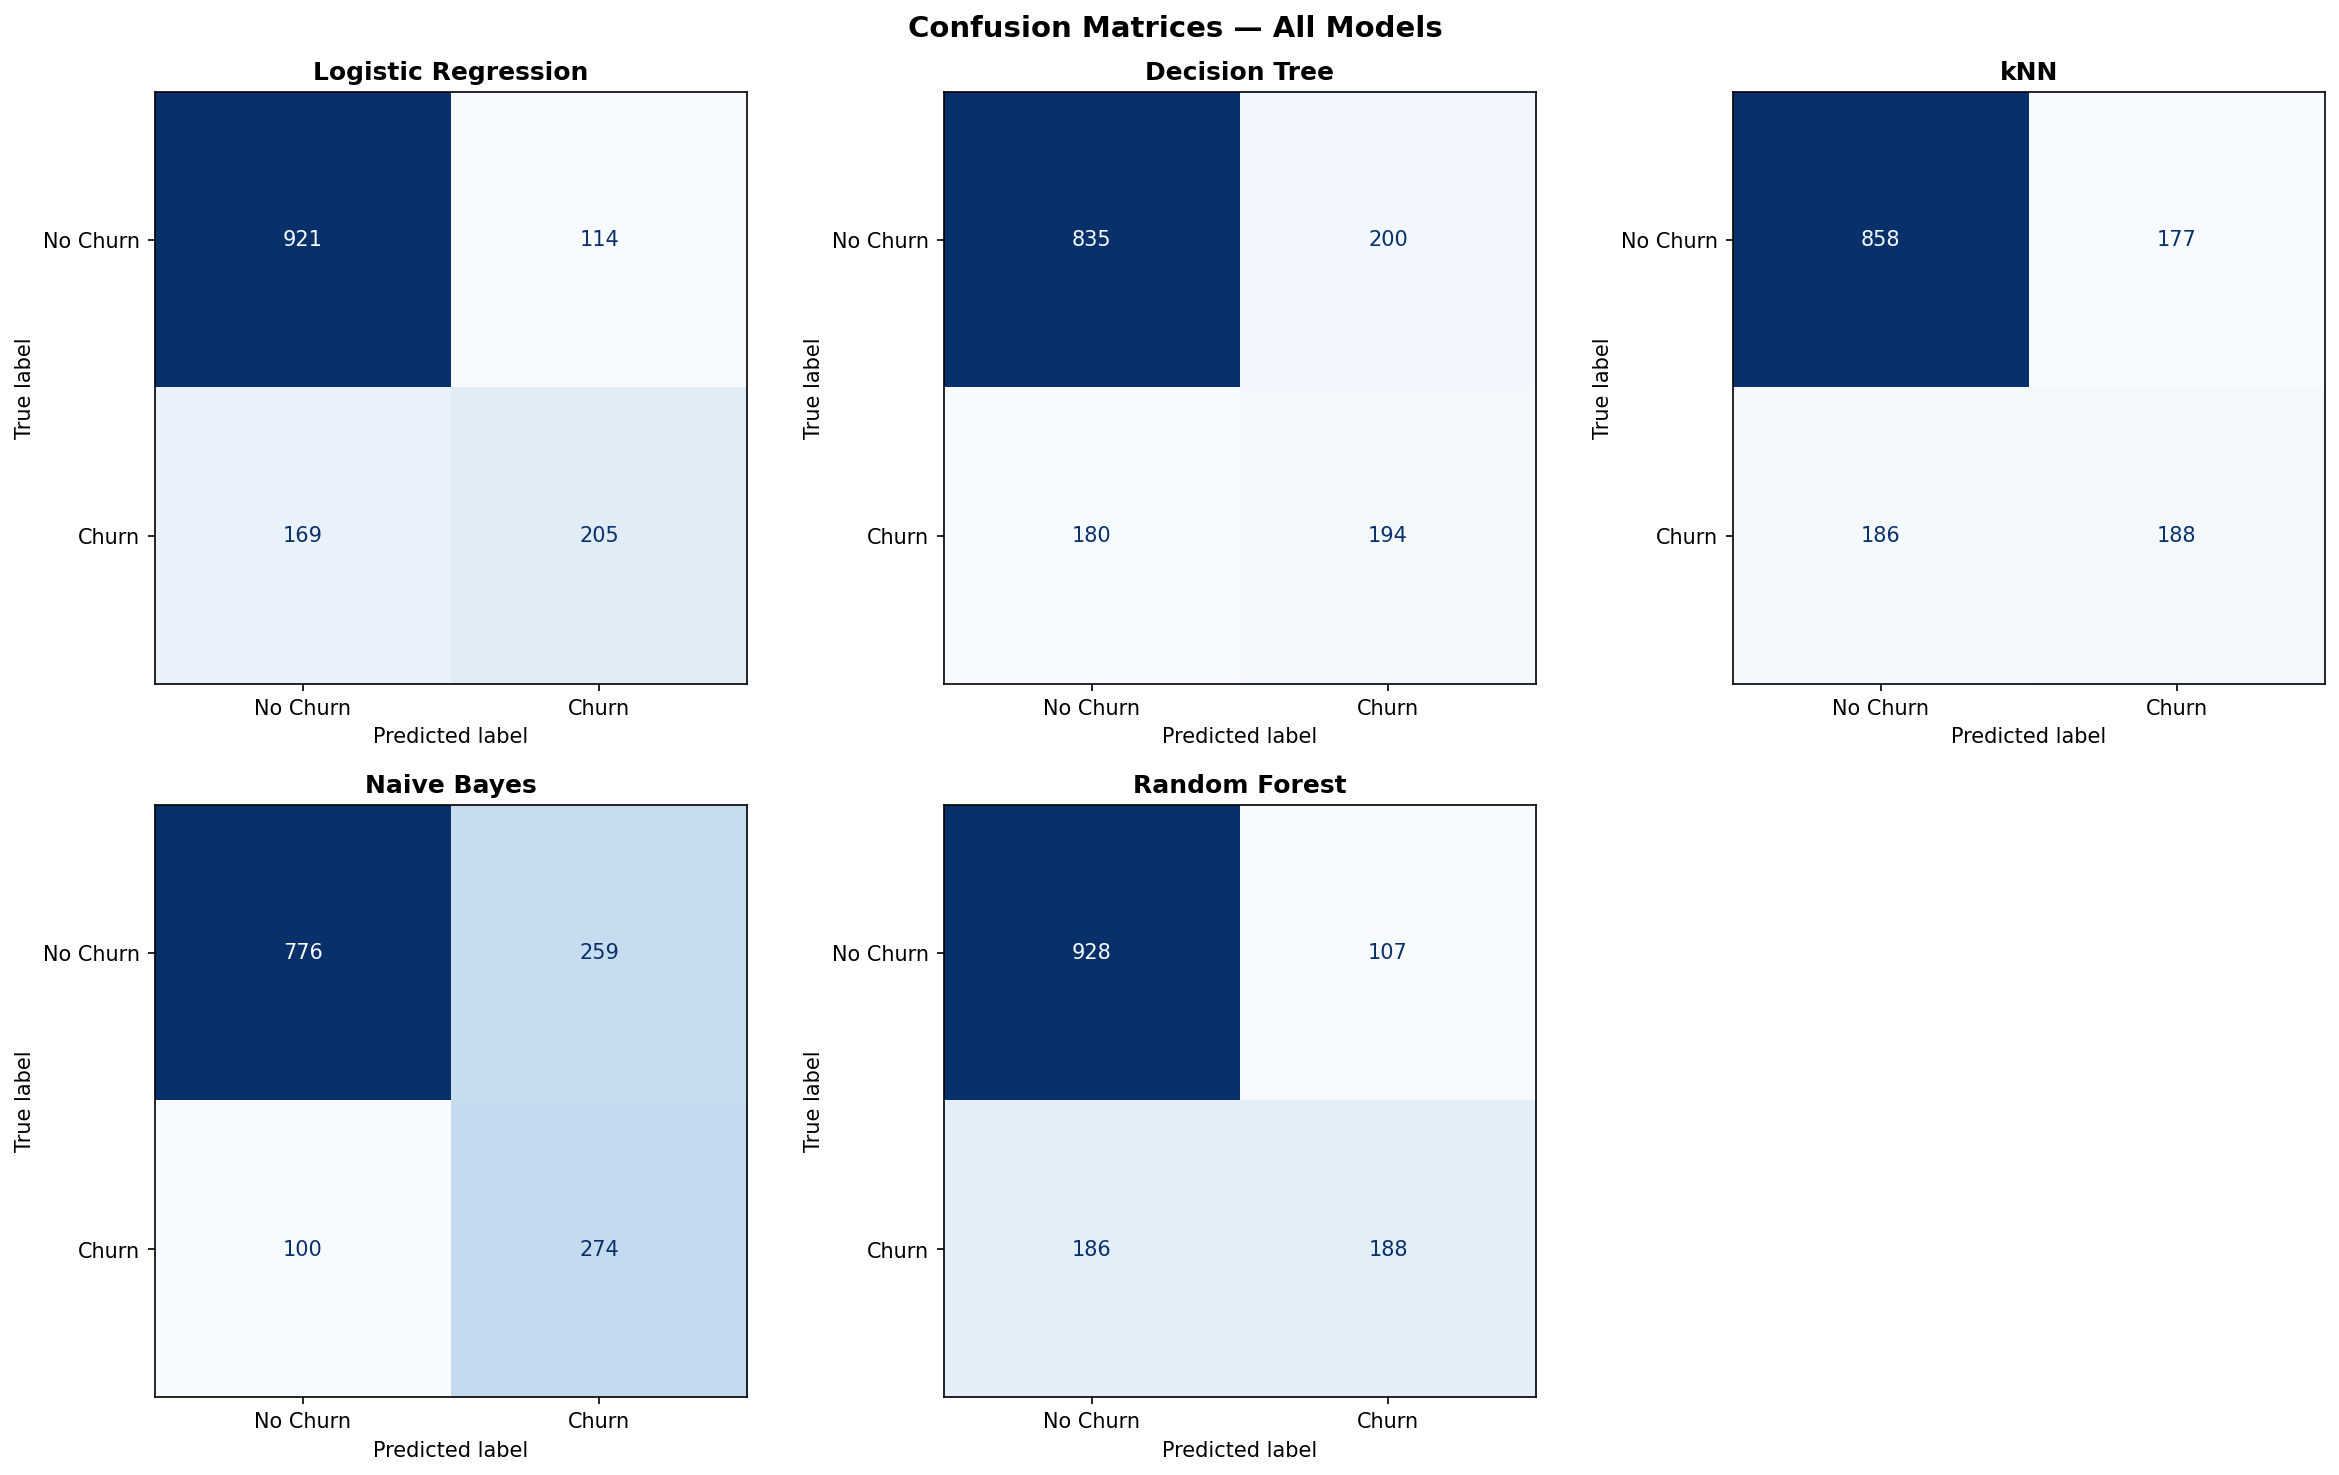 Confusion Matrices — All Models
Logistic Regression
True label
No Churn
921
114
Churn
169
205
No Churn
Churn
Predicted label
Decision Tree
True label
No Churn
835
200
Churn
180
194
No Churn
Churn
Predicted label
kNN
True label
No Churn
858
177
Churn
186
188
No Churn
Churn
Predicted label
Naive Bayes
True label
No Churn
776
259
Churn
100
274
No Churn
Churn
Predicted label
Random Forest
True label
No Churn
928
107
Churn
186
188
No Churn
Churn
Predicted label